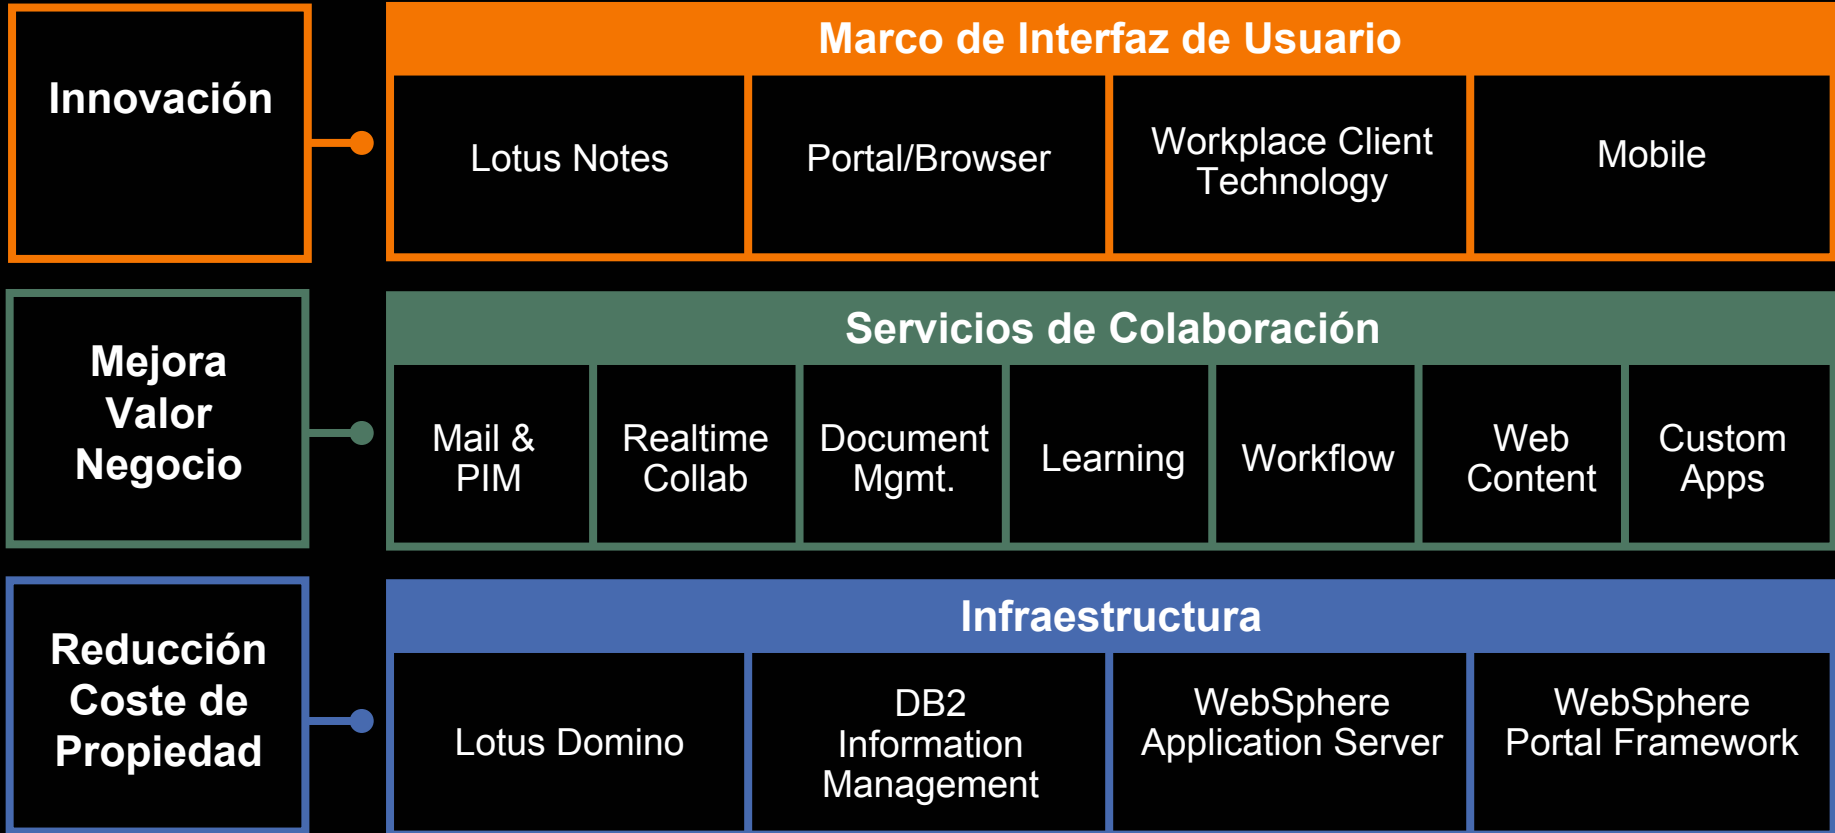 Innovación
Marco de Interfaz de Usuario
Lotus Notes
Portal/Browser
Workplace Client
Technology
Mobile
Mejora
Valor
Negocio
Servicios de Colaboración
Mail &
PIM
Realtime
Collab
Document
Mgmt.
Learning
Workflow
Web
Content
Custom
Apps
Reducción
Coste de
Propiedad
Infraestructura
Lotus Domino
DB2
Information
Management
WebSphere
Application Server
WebSphere
Portal Framework